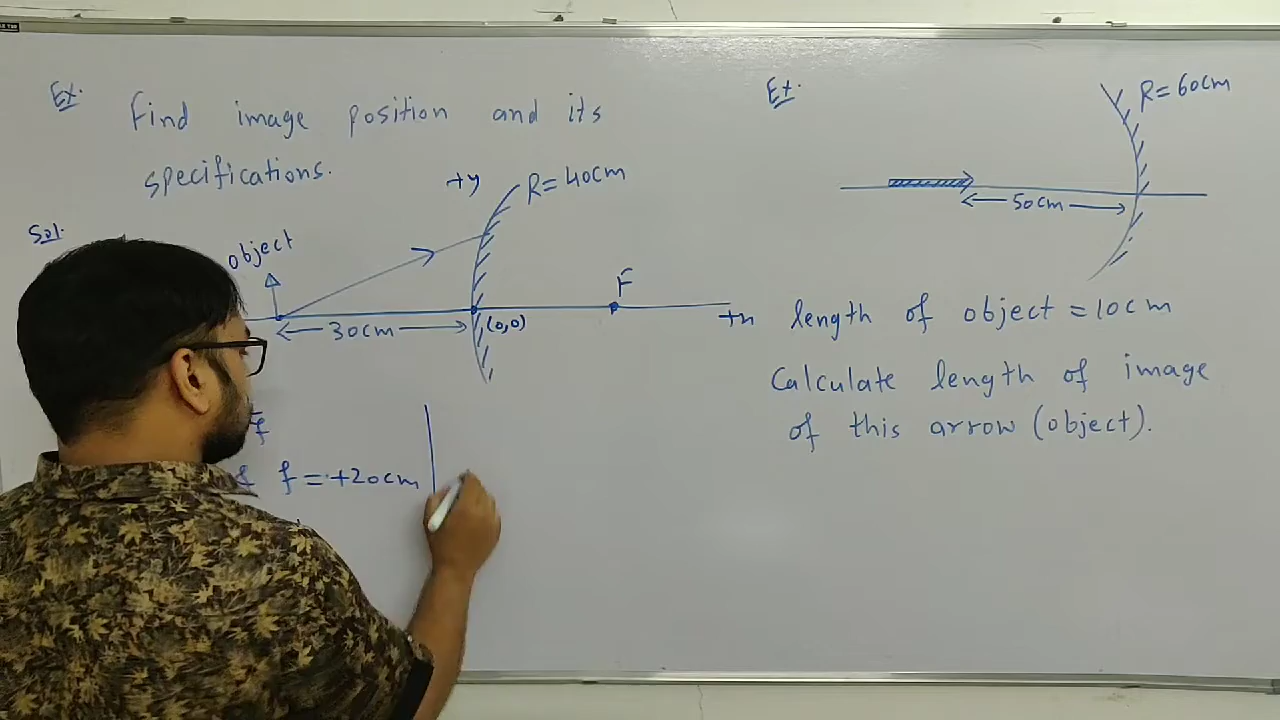 Ex.
Find image position and its
specifications.
+y
R=40cm
Sol.
object
F
30cm
(0,0)
+n
f
& f=+20cm
Ex.
R=60cm
50cm
length of object=10cm
Calculate length of image
of this arrow (object).